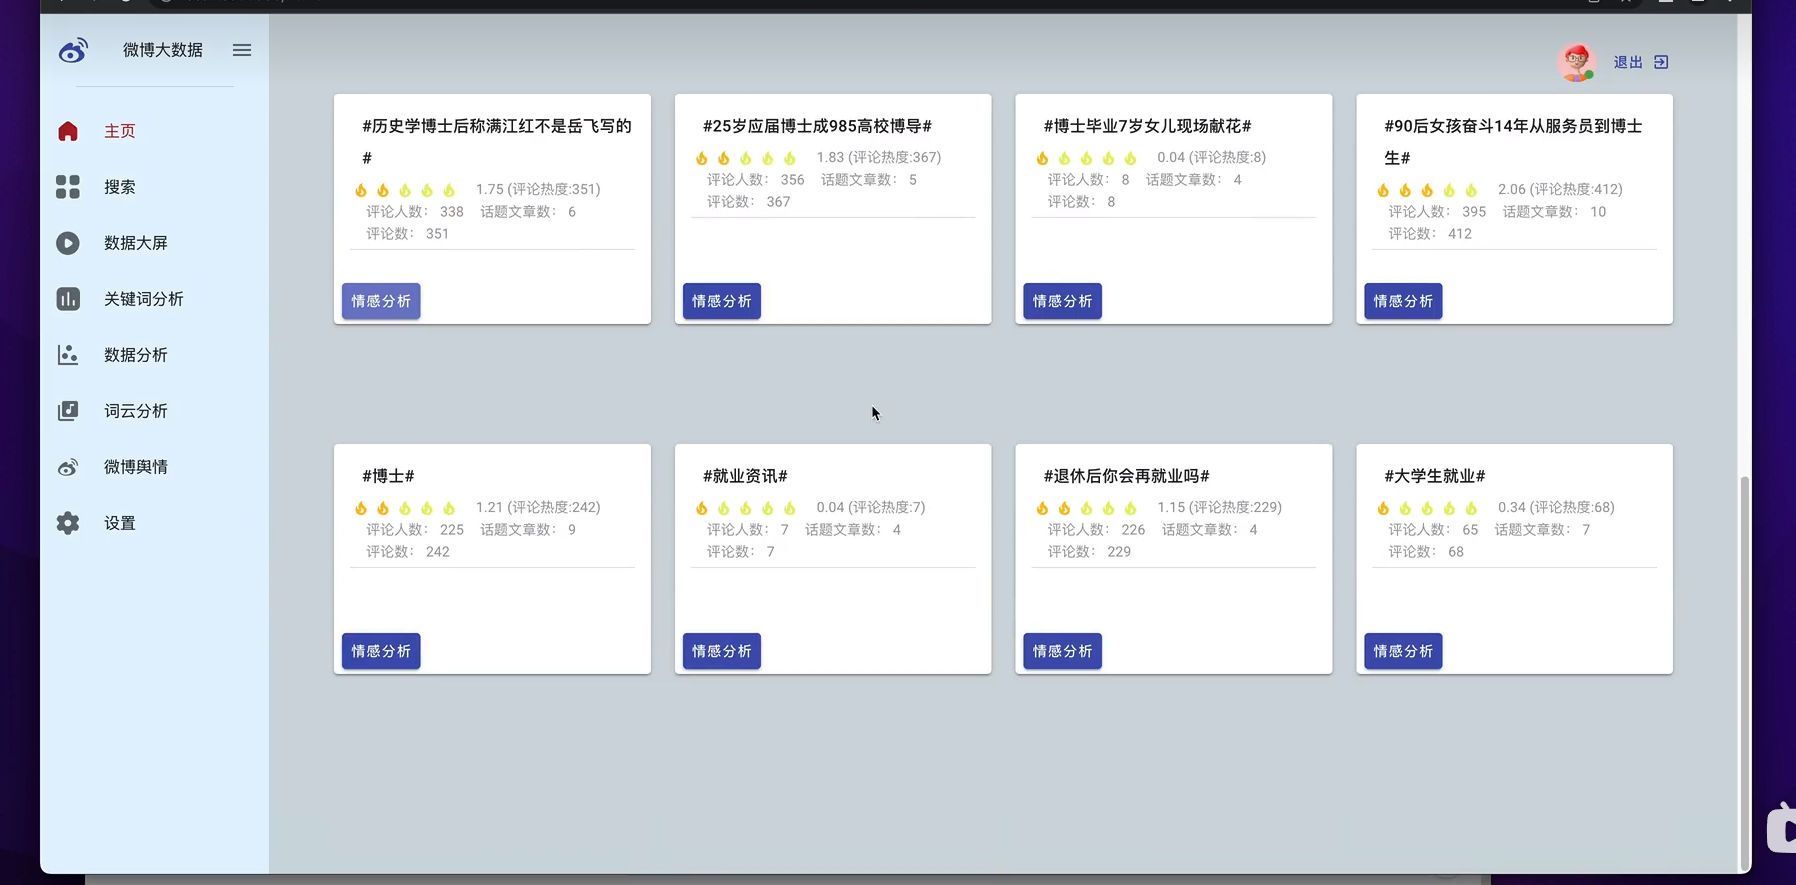 微博大数据
退出
主页
搜索
数据大屏
关键词分析
数据分析
词云分析
微博舆情
设置
#历史学博士后称满江红不是岳飞写的
#
1.75 (评论热度:351)
评论人数： 338 话题文章数： 6
评论数： 351
情感分析
#25岁应届博士成985高校博导#
1.83 (评论热度:367)
评论人数： 356 话题文章数： 5
评论数： 367
情感分析
#博士毕业7岁女儿现场献花#
0.04 (评论热度:8)
评论人数： 8 话题文章数： 4
评论数： 8
情感分析
#90后女孩奋斗14年从服务员到博士
生#
2.06 (评论热度:412)
评论人数： 395 话题文章数： 10
评论数： 412
情感分析
#博士#
1.21 (评论热度:242)
评论人数： 225 话题文章数： 9
评论数： 242
情感分析
#就业资讯#
0.04 (评论热度:7)
评论人数： 7 话题文章数： 4
评论数： 7
情感分析
#退休后你会再就业吗#
1.15 (评论热度:229)
评论人数： 226 话题文章数： 4
评论数： 229
情感分析
#大学生就业#
0.34 (评论热度:68)
评论人数： 65 话题文章数： 7
评论数： 68
情感分析